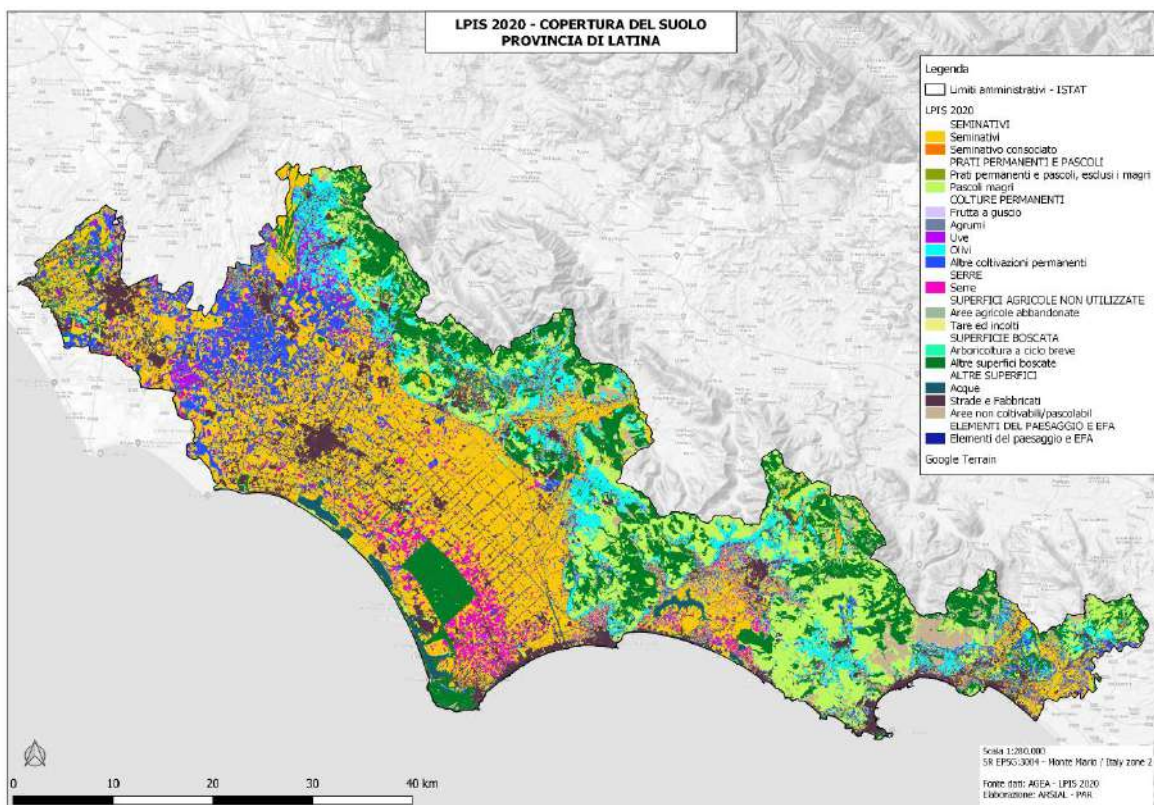 LPIS 2020 - COPERTURA DEL SUOLO
PROVINCIA DI LATINA
Legenda
Limiti amministrativi - ISTAT
LPIS 2020
SEMINATIVI
Seminativi
Seminativo consociato
PRATI PERMANENTI E PASCOLI
Prati permanenti e pascoli, esclusi i magri
Pascoli magri
COLTURE PERMANENTI
Frutta a guscio
Agrumi
Uve
Olivi
Altre coltivazioni permanenti
SERRE
Serre
SUPERFICI AGRICOLE NON UTILIZZATE
Aree agricole abbandonate
Tare ed incolti
SUPERFICIE BOSCATA
Arboricoltura a ciclo breve
Altre superfici boscate
ALTRE SUPERFICI
Acque
Strade e Fabbricati
Aree non coltivabili/pascolabil
ELEMENTI DEL PAESAGGIO E EFA
Elementi del paesaggio e EFA
Google Terrain
0 10 20 30 40 km
Scala 1:280.000
SR EPSG:3004 - Monte Mario / Italy zone 2
Fonte dati: AGEA - LPIS 2020
Elaborazione: ARSIAL - PAR